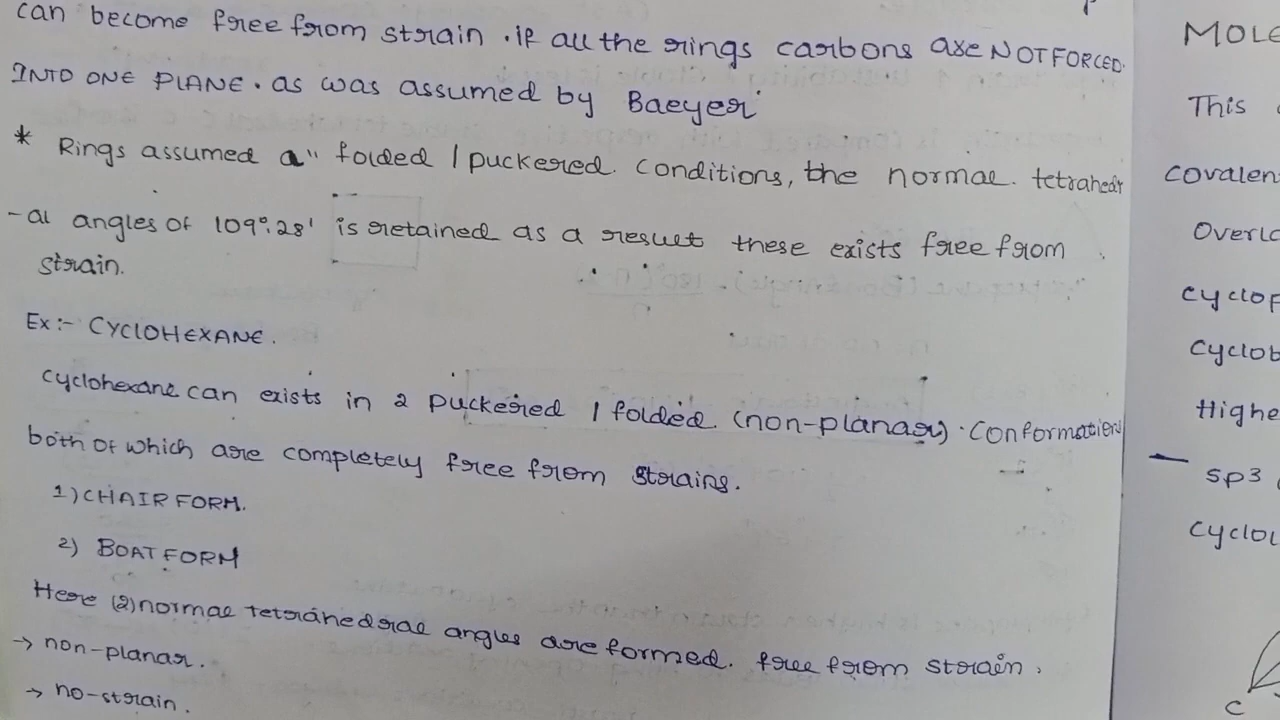 can become free from strain . if all the rings carbons are NOT FORCED
INTO ONE PLANE . as was assumed by Baeyer
* Rings assumed a" folded / puckered. conditions, the normal. tetrahedr
-al angles of 109°.28' is retained as a result these exists free from
strain.
Ex:- CYCLOHEXANE.
cyclohexane can exists in 2 puckered / folded (non-planar) . conformations
both of which are completely free from strains.
1) CHAIR FORM.
2) BOAT FORM
Here (2) normal tetrahedral angles are formed. free from strain.
→ non-planar.
→ no-strain.
MOLE
This
covalen
Overla
cyclop
cyclob
Highe
sp3
cyclo
C